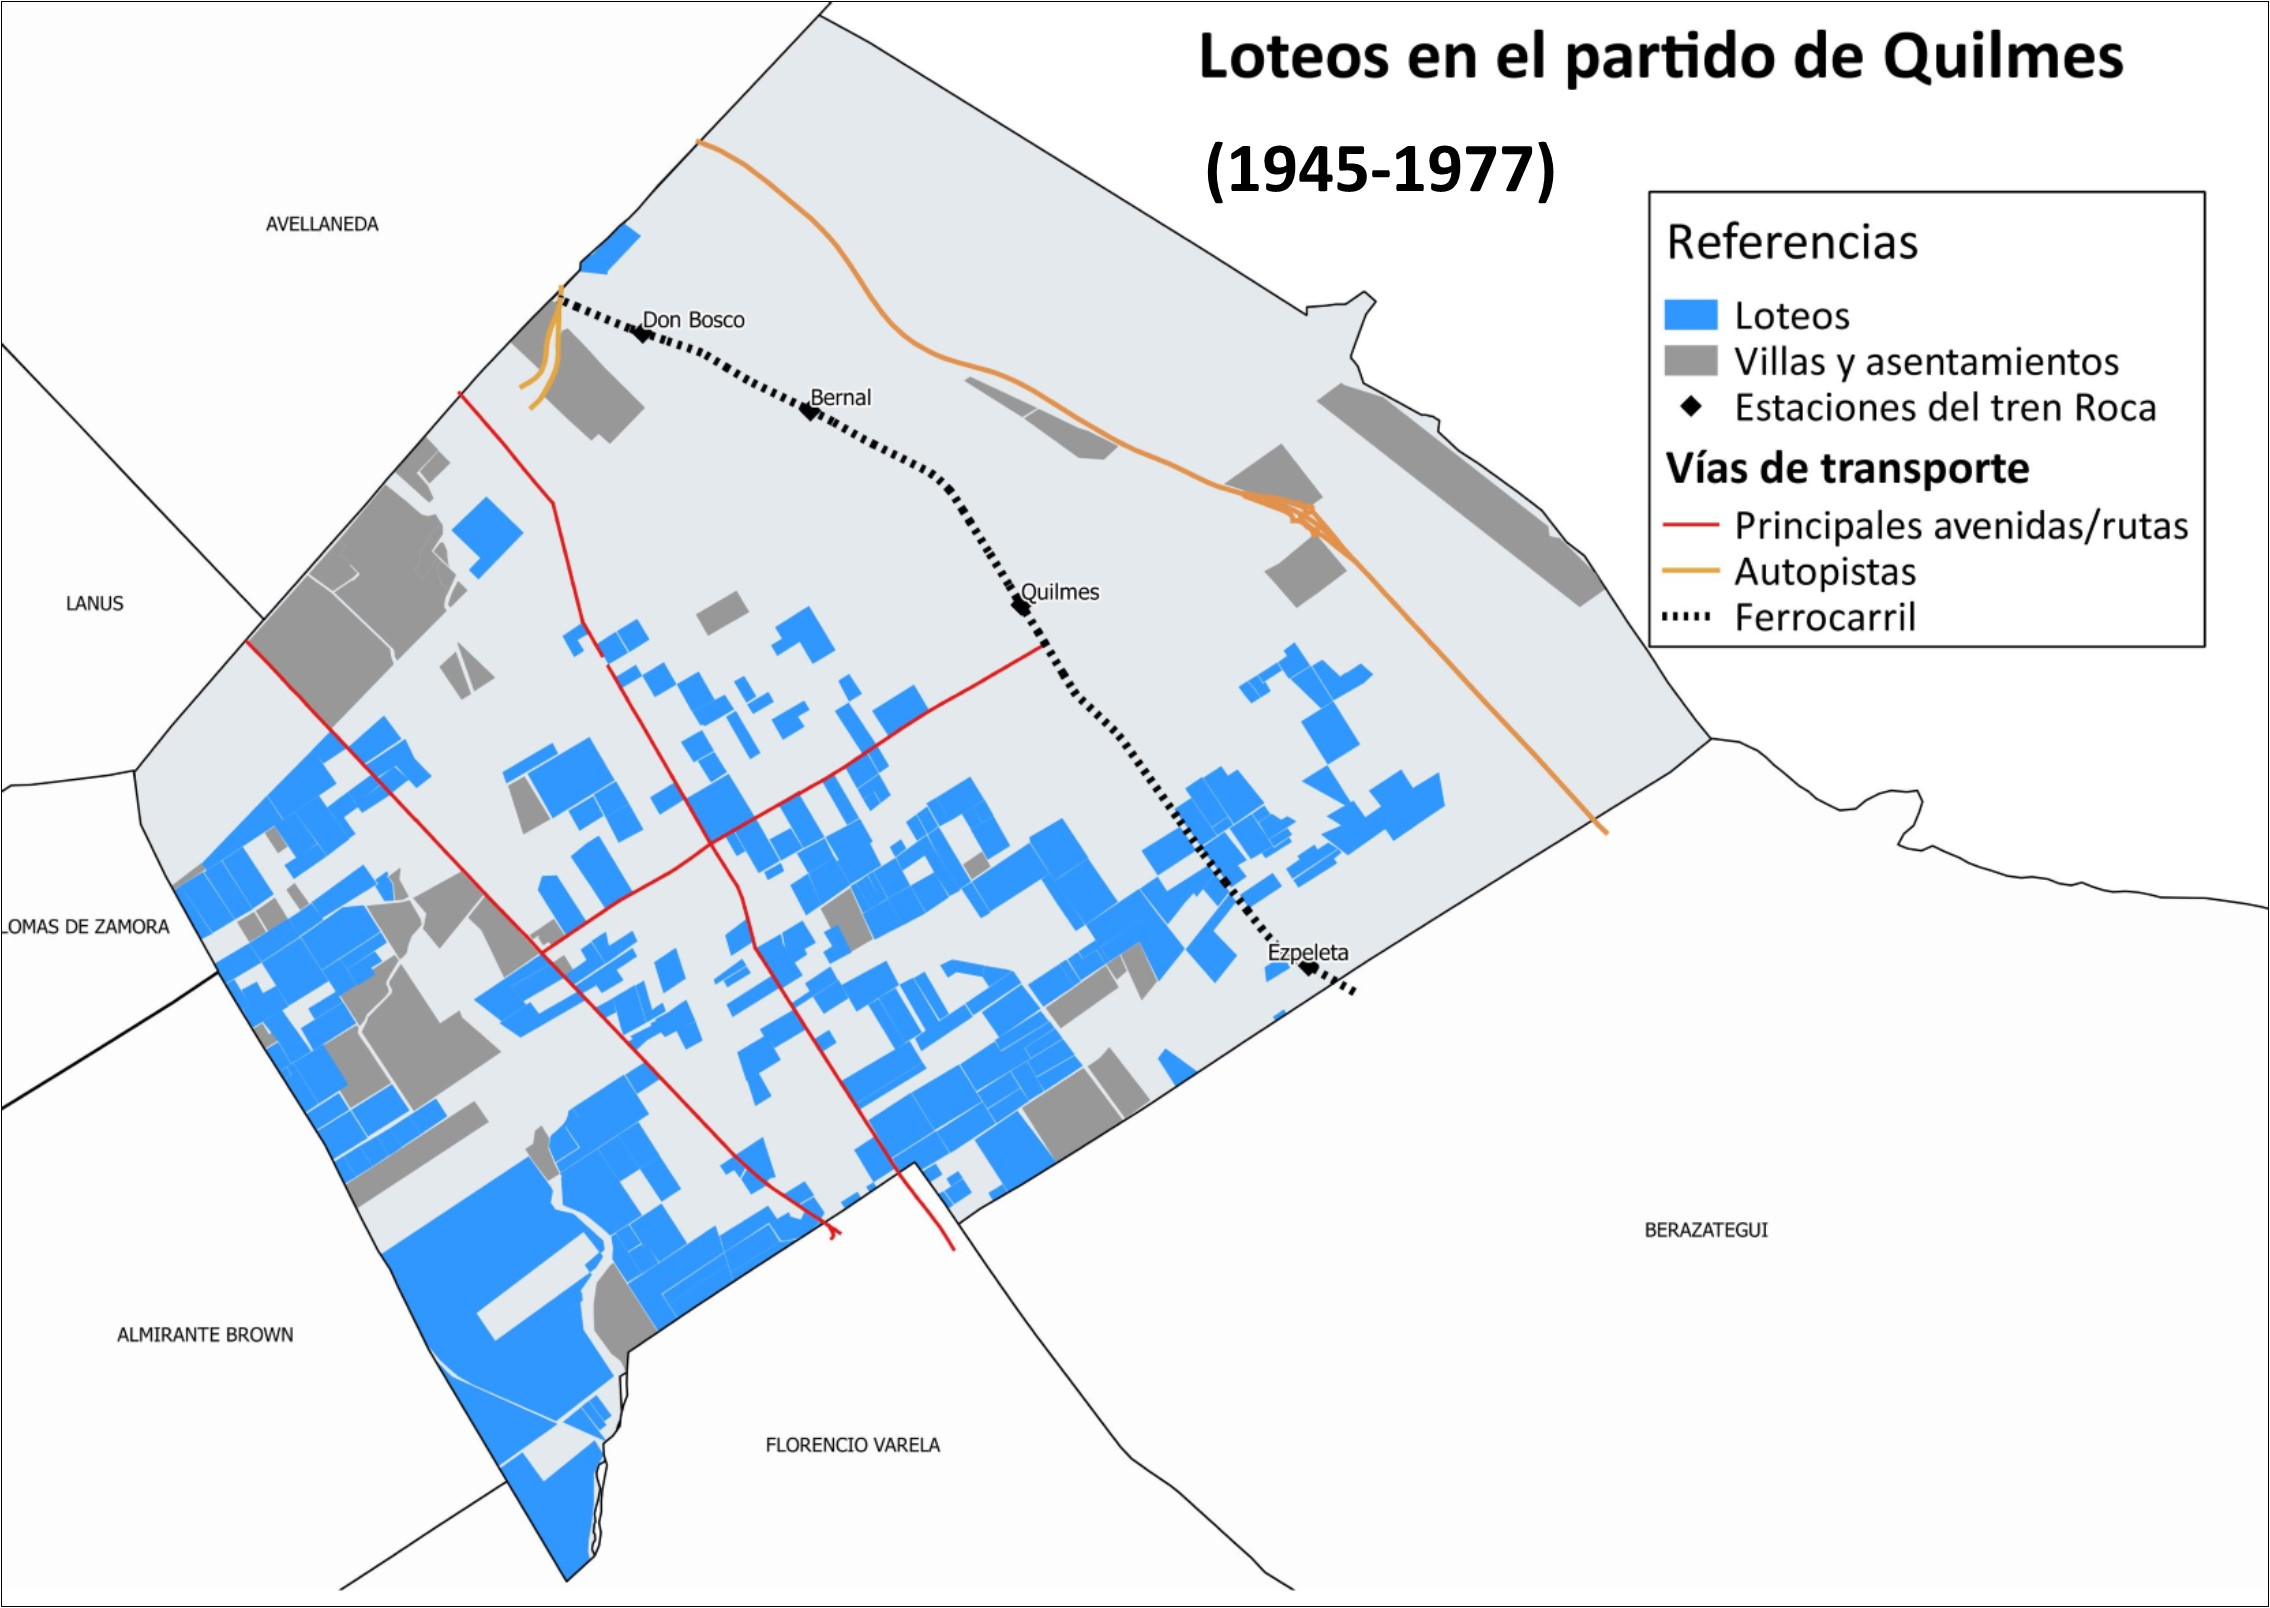 Loteos en el partido de Quilmes
(1945-1977)
Referencias
Loteos
Villas y asentamientos
Estaciones del tren Roca
Vías de transporte
Principales avenidas/rutas
Autopistas
Ferrocarril
AVELLANEDA
Don Bosco
Bernal
Quilmes
LANUS
LOMAS DE ZAMORA
Ezpeleta
BERAZATEGUI
ALMIRANTE BROWN
FLORENCIO VARELA